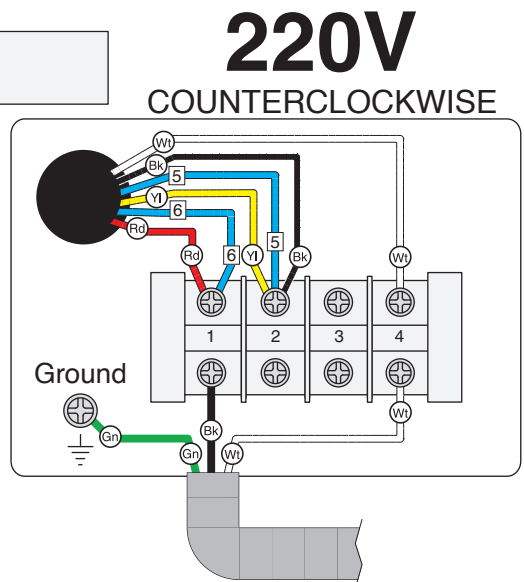 220V
COUNTERCLOCKWISE
Wt
Bk
5
Yl
6
Rd
Rd 6 Yl 5 Bk Wt
1 2 3 4
Ground
Wt
Bk
Gn
Gn Wt